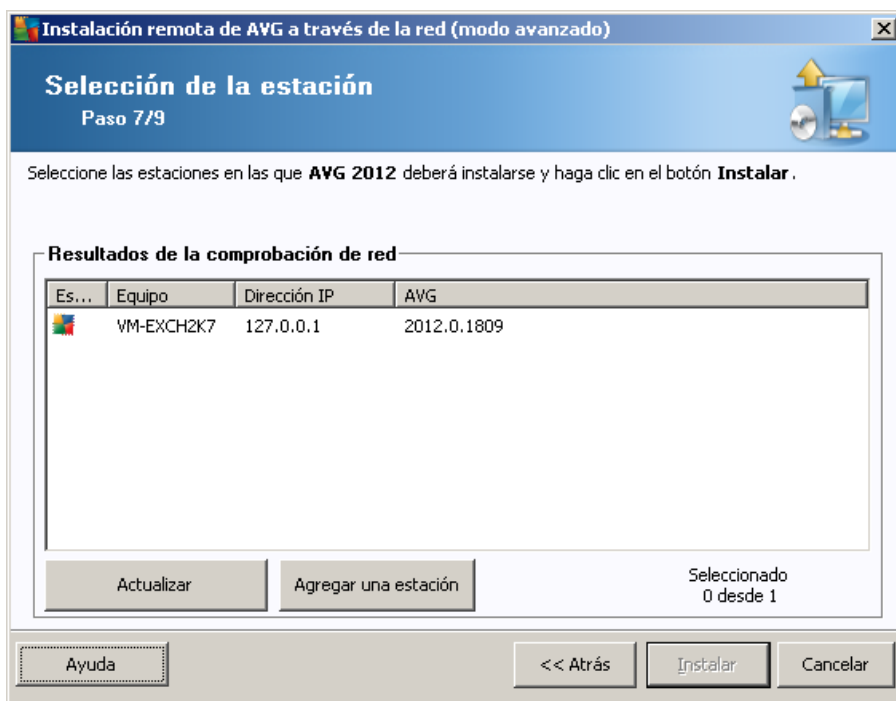 Instalación remota de AVG a través de la red (modo avanzado)
Selección de la estación
Paso 7/9
Seleccione las estaciones en las que AVG 2012 deberá instalarse y haga clic en el botón Instalar.
Resultados de la comprobación de red
Es... Equipo Dirección IP AVG
VM-EXCH2K7 127.0.0.1 2012.0.1809
Actualizar Agregar una estación Seleccionado
0 desde 1
Ayuda << Atrás Instalar Cancelar